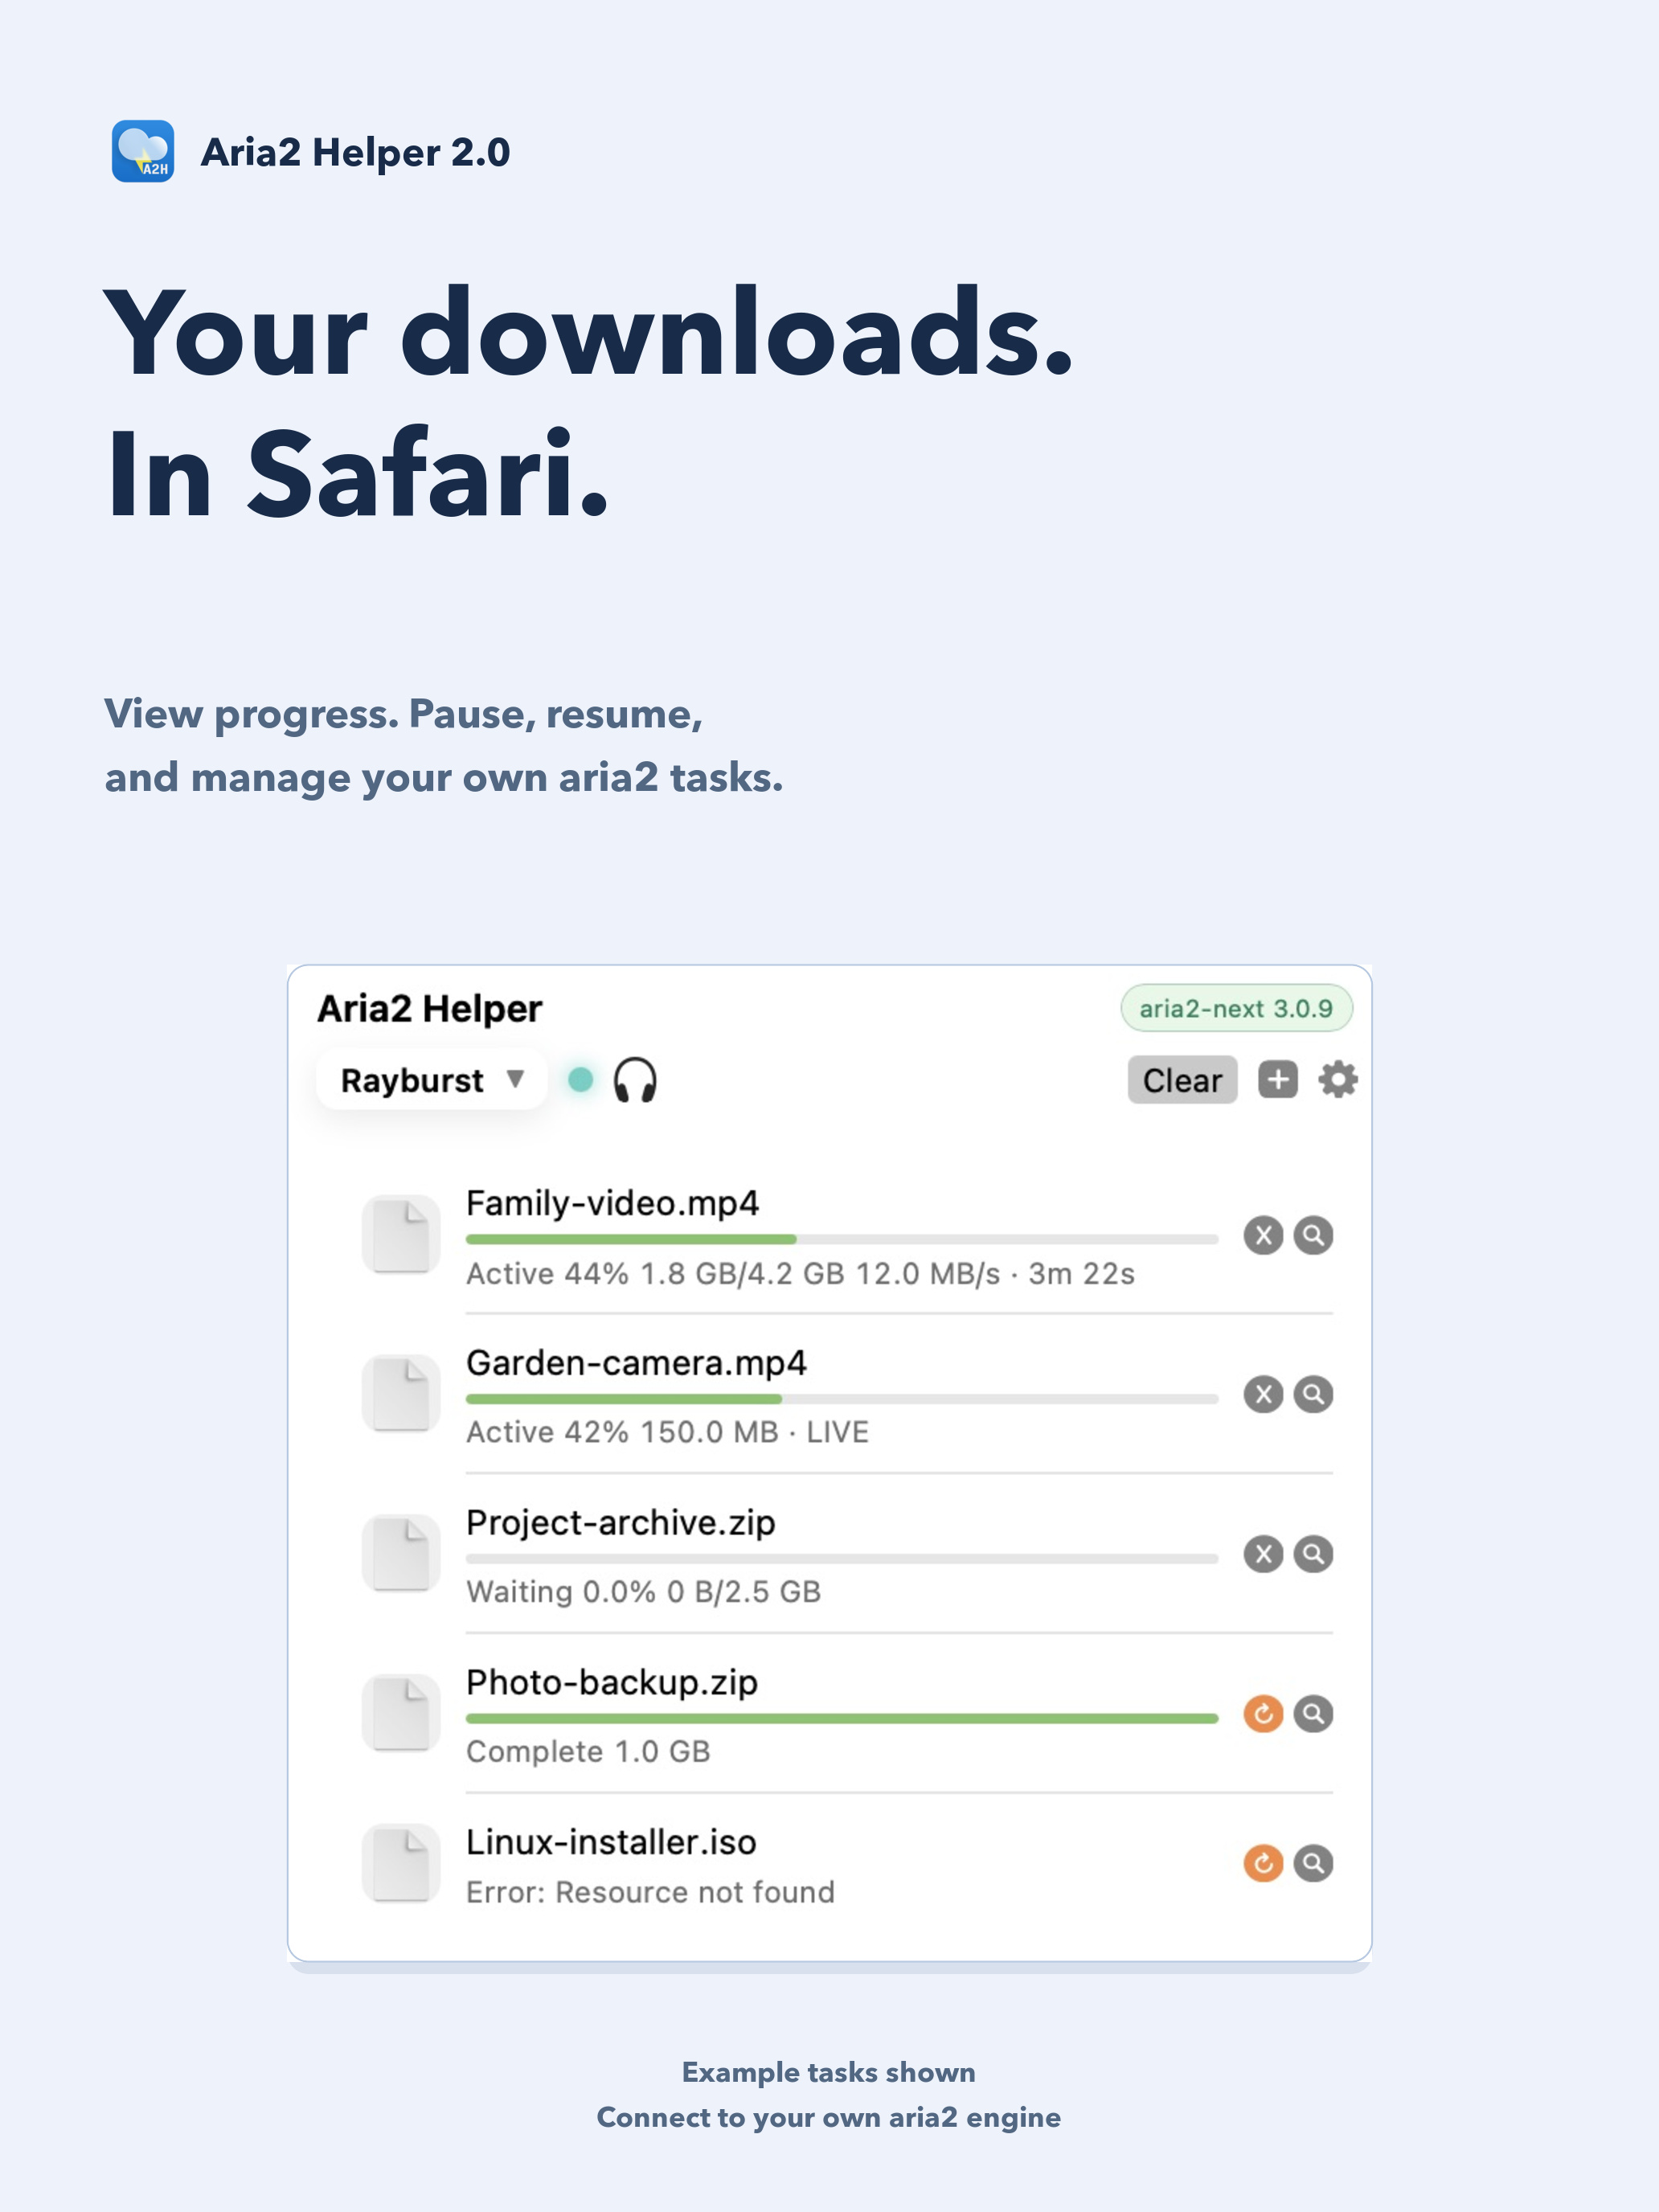 A2H
Aria2 Helper 2.0
Your downloads.
In Safari.
View progress. Pause, resume,
and manage your own aria2 tasks.
Aria2 Helper
aria2-next 3.0.9
Rayburst ▼
Clear
Family-video.mp4
Active 44% 1.8 GB/4.2 GB 12.0 MB/s · 3m 22s
Garden-camera.mp4
Active 42% 150.0 MB · LIVE
Project-archive.zip
Waiting 0.0% 0 B/2.5 GB
Photo-backup.zip
Complete 1.0 GB
Linux-installer.iso
Error: Resource not found
Example tasks shown
Connect to your own aria2 engine